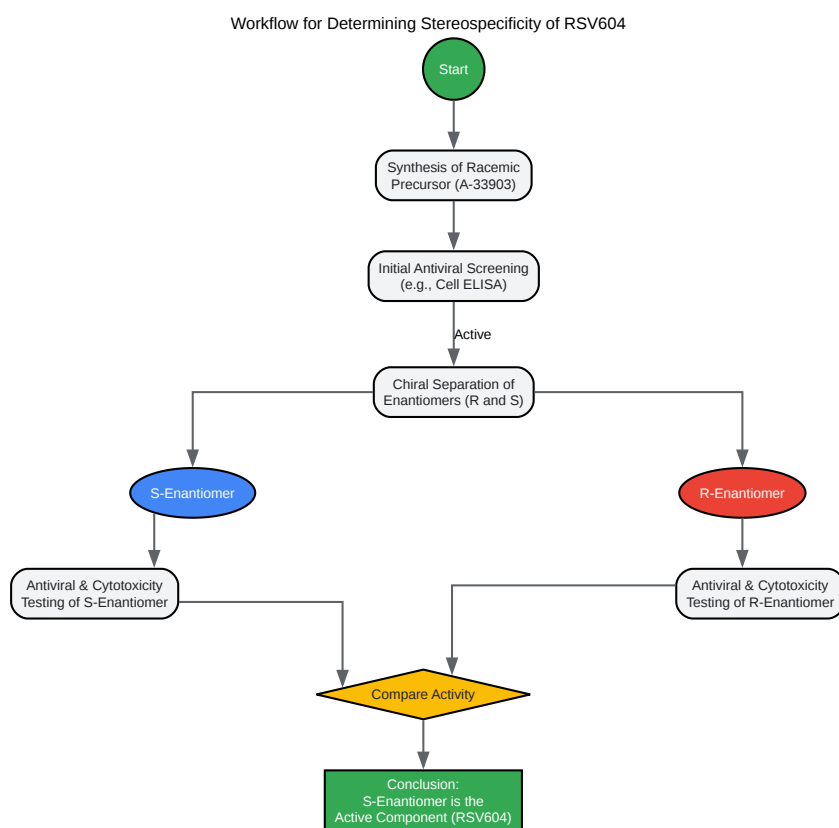 Workflow for Determining Stereospecificity of RSV604
Start
Synthesis of Racemic
Precursor (A-33903)
Initial Antiviral Screening
(e.g., Cell ELISA)
Active
Chiral Separation of
Enantiomers (R and S)
S-Enantiomer
R-Enantiomer
Antiviral & Cytotoxicity
Testing of S-Enantiomer
Antiviral & Cytotoxicity
Testing of R-Enantiomer
Compare Activity
Conclusion:
S-Enantiomer is the
Active Component (RSV604)